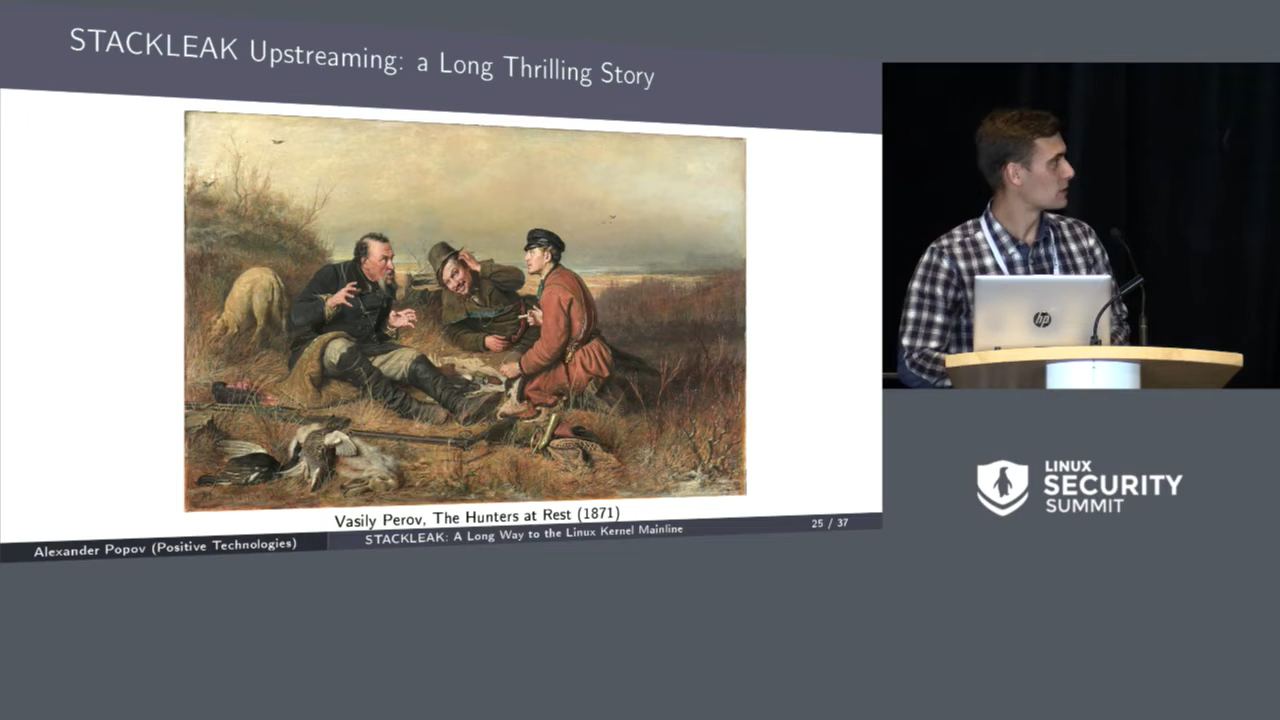 STACKLEAK Upstreaming: a Long Thrilling Story
Vasily Perov, The Hunters at Rest (1871)
25 / 37
Alexander Popov (Positive Technologies)
STACKLEAK: A Long Way to the Linux Kernel Mainline
hp
LINUX
SECURITY
SUMMIT